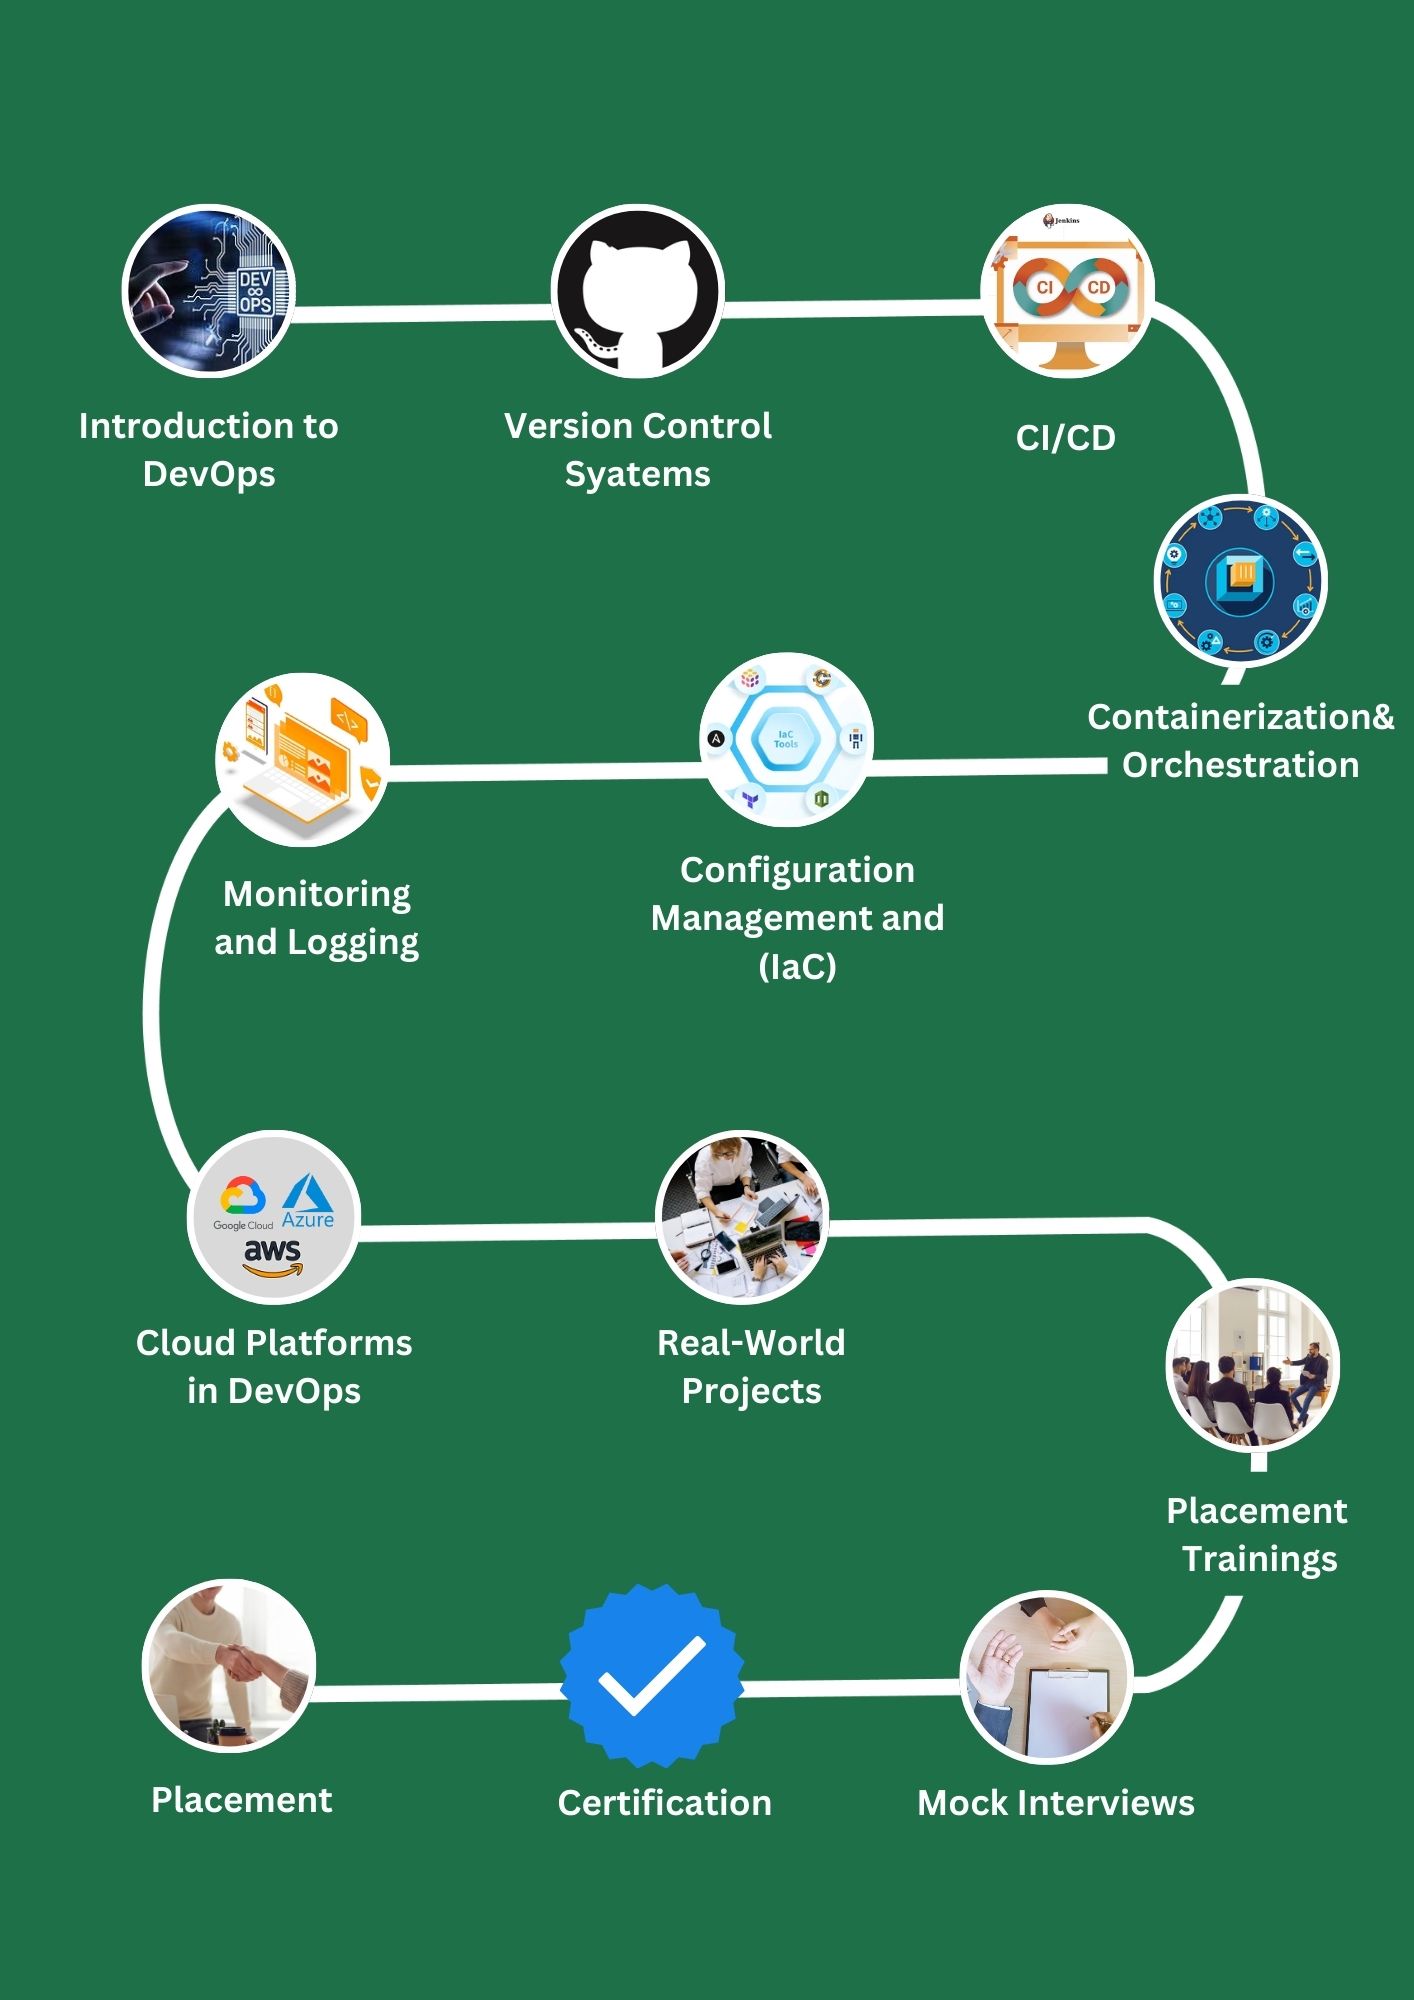 DEV
OPS
Jenkins
CI CD
Introduction to
DevOps
Version Control
Syatems
CI/CD
Containerization&
Orchestration
IaC
Tools
Configuration
Management and
(IaC)
Monitoring
and Logging
Google Cloud
Azure
aws
Cloud Platforms
in DevOps
Real-World
Projects
Placement
Trainings
Mock Interviews
Certification
Placement